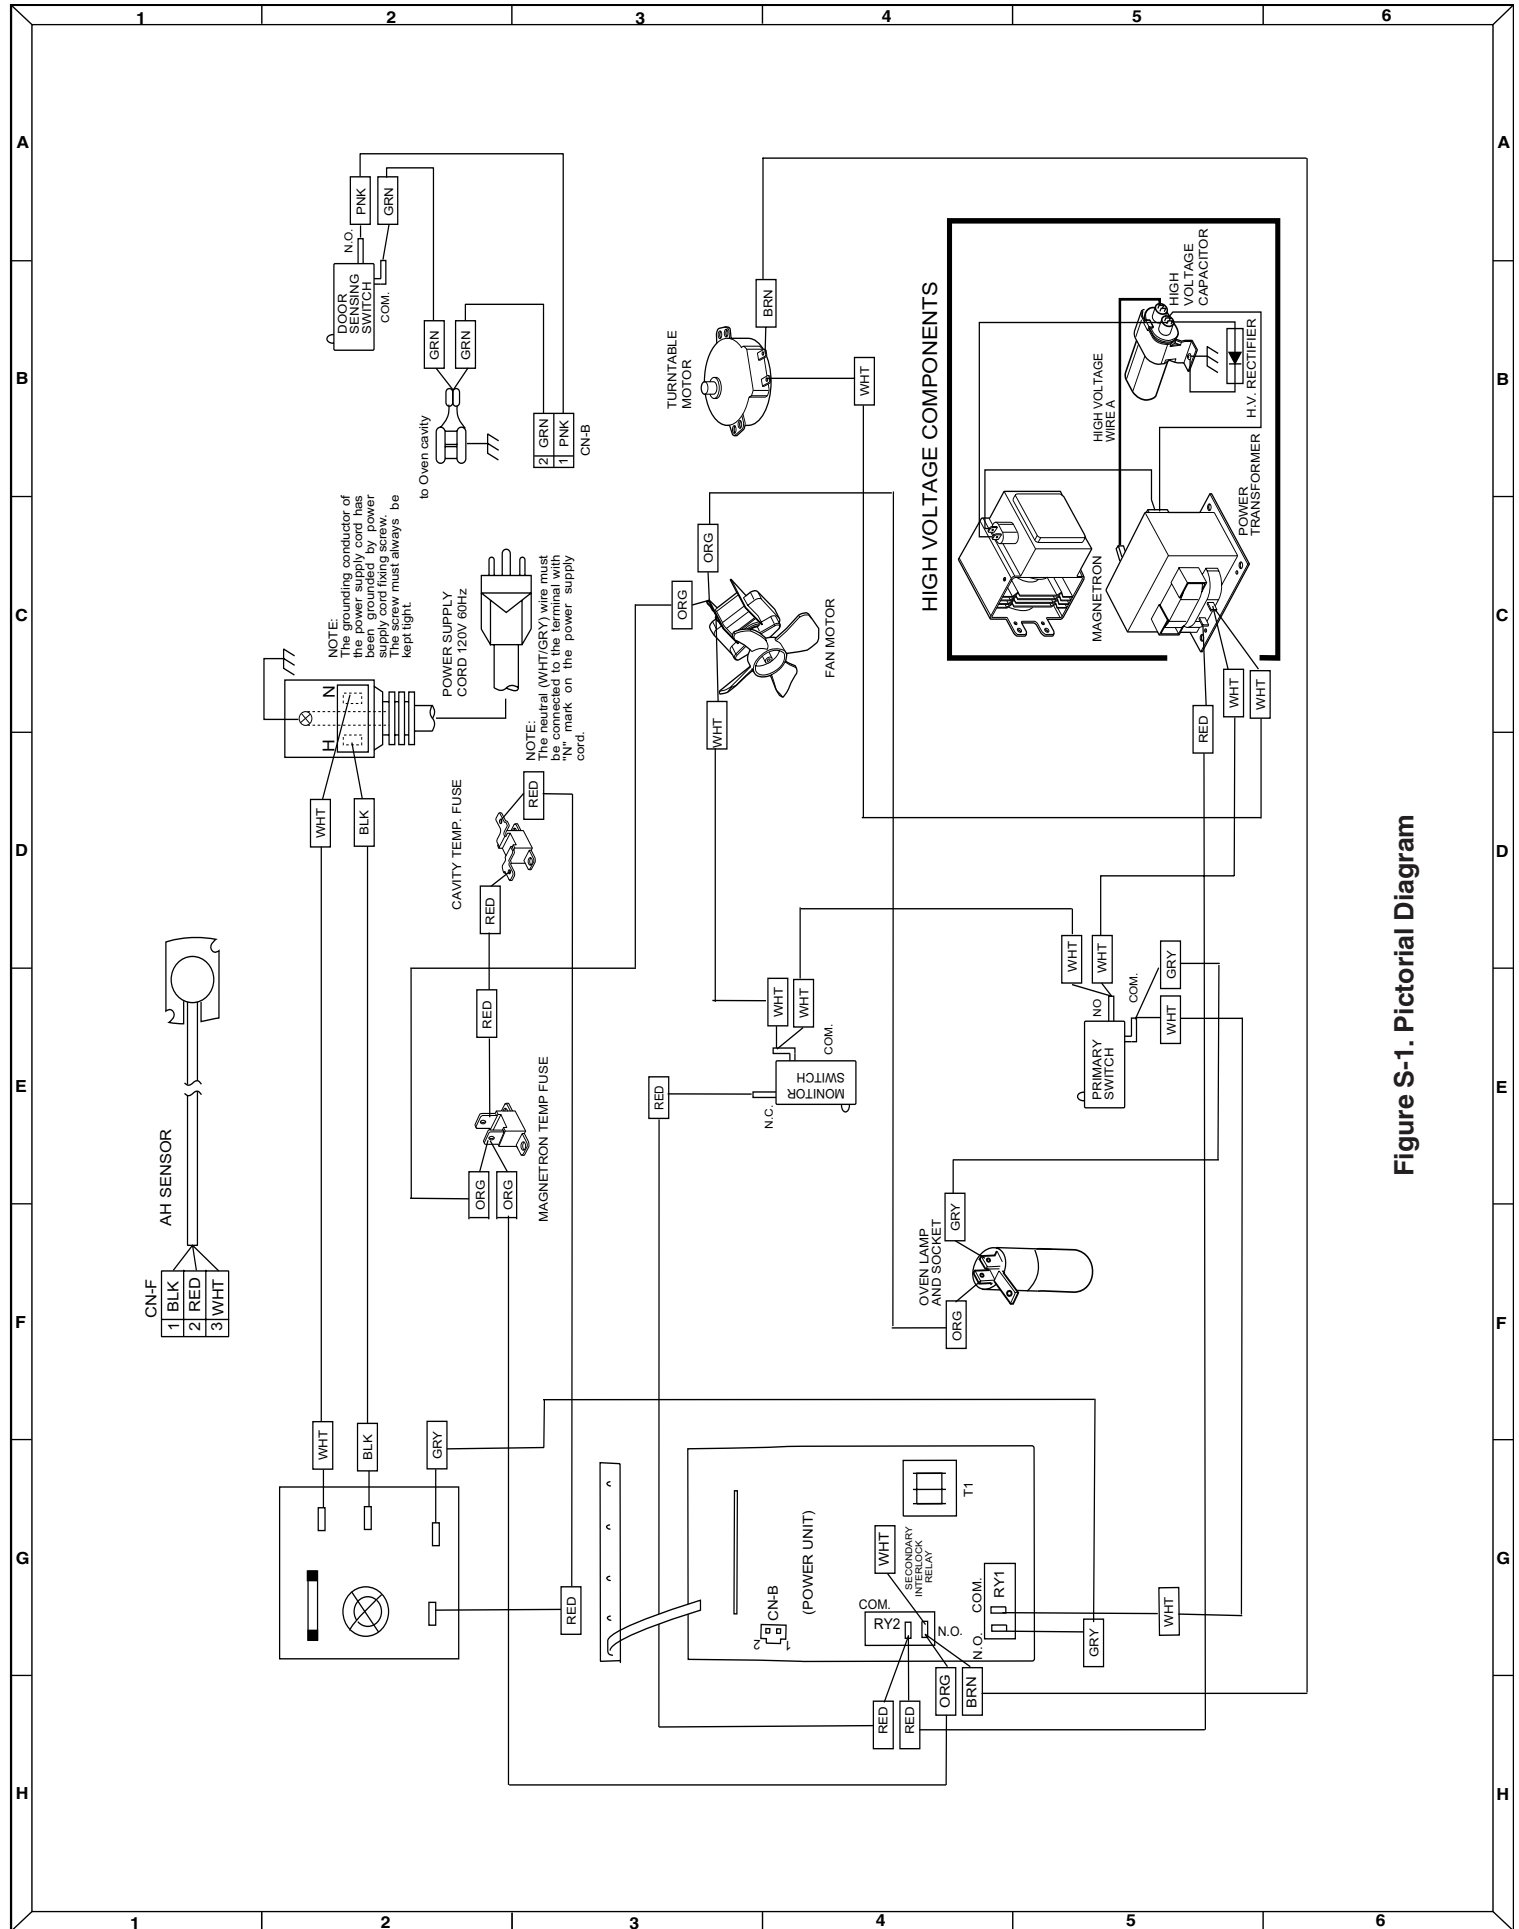 1
2
3
4
5
6
A
B
C
D
E
F
G
H
A
B
C
D
E
F
G
H
1
2
3
4
5
6
AH SENSOR
CN-F
1 BLK
2 RED
3 WHT
DOOR
SENSING
SWITCH
N.O.
COM.
PNK
GRN
GRN
GRN
to Oven cavity
2 GRN
1 PNK
CN-B
NOTE:
The grounding conductor of
the power supply cord has
been grounded by power
supply cord fixing screw.
The screw must always be
kept tight.
H
N
POWER SUPPLY
CORD 120V 60Hz
NOTE:
The neutral (WHT/GRY) wire must
be connected to the terminal with
"N" mark on the power supply
cord.
WHT
BLK
WHT
BLK
GRY
CAVITY TEMP. FUSE
RED
RED
RED
MAGNETRON TEMP FUSE
ORG
ORG
RED
TURNTABLE
MOTOR
BRN
WHT
FAN MOTOR
ORG
ORG
WHT
HIGH VOLTAGE COMPONENTS
HIGH
VOLTAGE
CAPACITOR
H.V. RECTIFIER
HIGH VOLTAGE
WIRE A
MAGNETRON
POWER
TRANSFORMER
RED
WHT
WHT
MONITOR
SWITCH
N.C.
COM.
RED
WHT
WHT
PRIMARY
SWITCH
NO
COM.
WHT
WHT
GRY
WHT
OVEN LAMP
AND SOCKET
GRY
ORG
(POWER UNIT)
CN-B
2
1
T1
WHT
SECONDARY
INTERLOCK
RELAY
COM.
RY2
N.O.
COM.
RY1
N.O.
WHT
GRY
RED
RED
ORG
BRN
Figure S-1. Pictorial Diagram